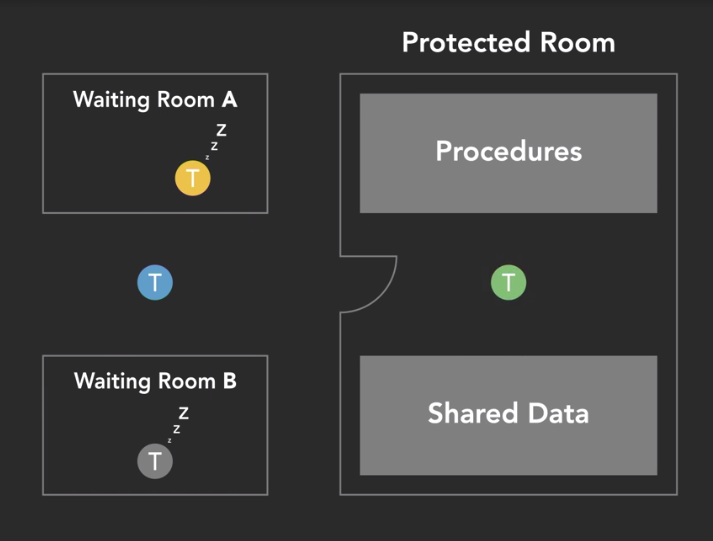 Protected Room
Waiting Room A
z
z
z
T
Procedures
T
T
Waiting Room B
z
z
z
T
Shared Data